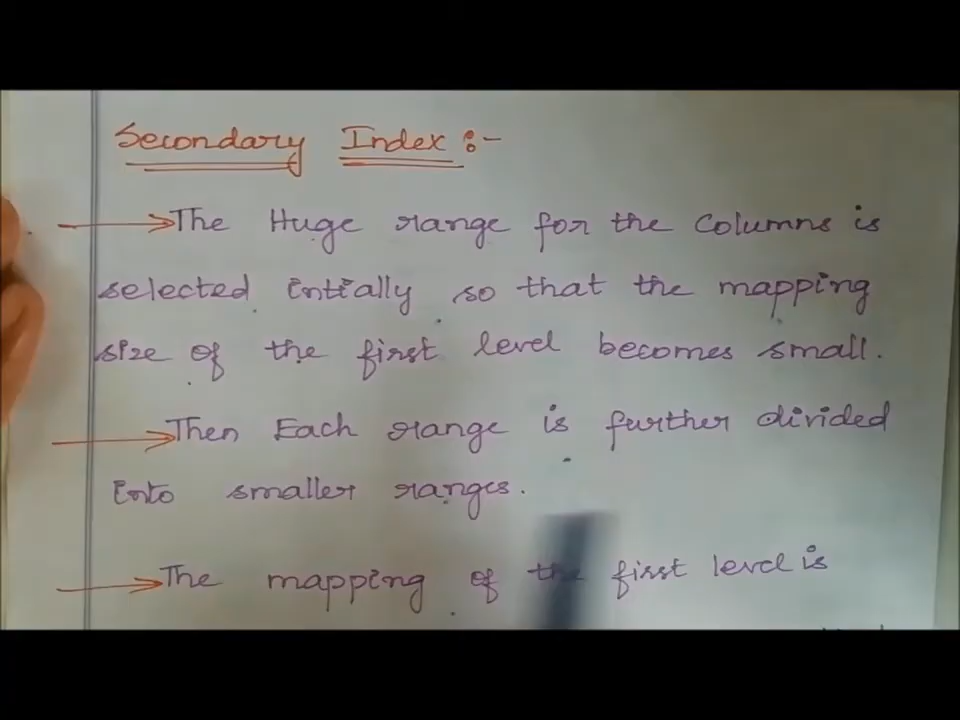 Secondary Index :-
The Huge range for the Columns is
selected intially so that the mapping
size of the first level becomes small.
Then Each range is further divided
into smaller ranges.
The mapping of the first level is